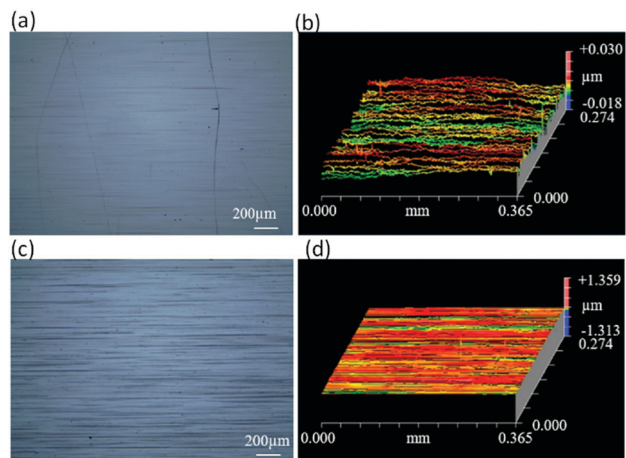 (a)
(b)
200µm
+0.030
µm
-0.018
0.274
0.000
0.000
mm
0.365
(c)
(d)
200µm
+1.359
µm
-1.313
0.274
0.000
0.000
mm
0.365